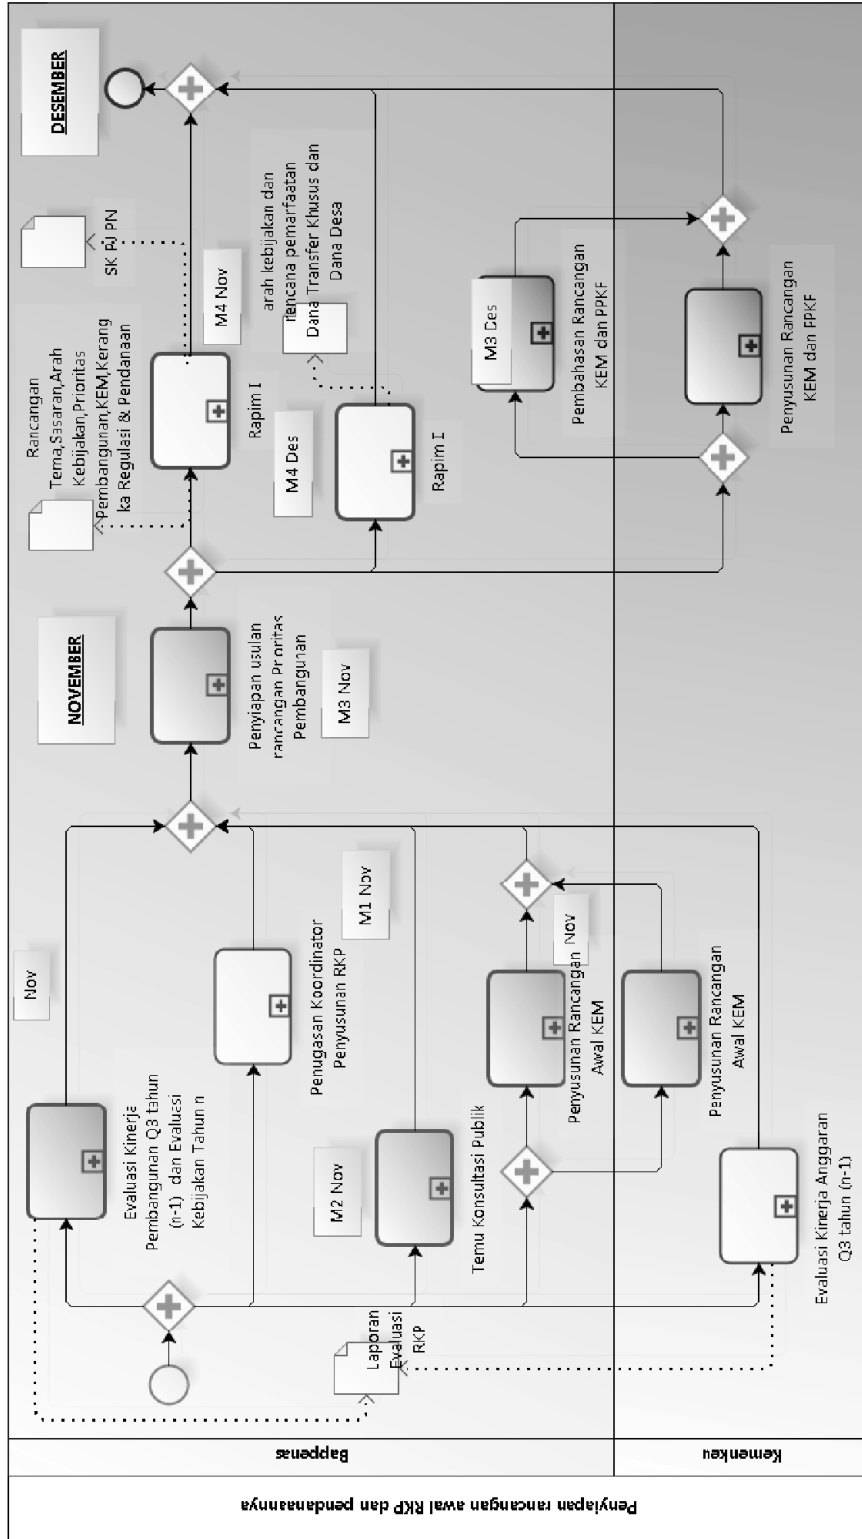 Penyiapan rancangan awal RKP dan pendanaannya
Bappenas
Kemenkeu
Evaluasi Kinerja
Pembangunan Q3 tahun
(n-1) dan Evaluasi
Kebijakan Tahun n
Nov
Penugasan Koordinator
Penyusunan RKP
M1 Nov
Temu Konsultasi Publik
M2 Nov
Laporan
Evaluasi
RKP
Penyusunan Rancangan
Awal KEM
Nov
Penyusunan Rancangan
Awal KEM
Evaluasi Kinerja Anggaran
Q3 tahun (n-1)
NOVEMBER
Penyiapan usulan
rancangan Prioritas
Pembangunan
M3 Nov
Rancangan
Tema,Sasaran,Arah
Kebijakan,Prioritas
Pembangunan,KEM,Kerang
ka Regulasi & Pendanaan
Rapim I
M4 Nov
SK PJ PN
DESEMBER
M4 Des
Rapim I
arah kebijakan dan
rencana pemarfaatan
Dana Transfer Khusus dan
Dana Desa
M3 Des
Pembahasan Rancangan
KEM dan PPKF
Penyusunan Rancangan
KEM dan PPKF